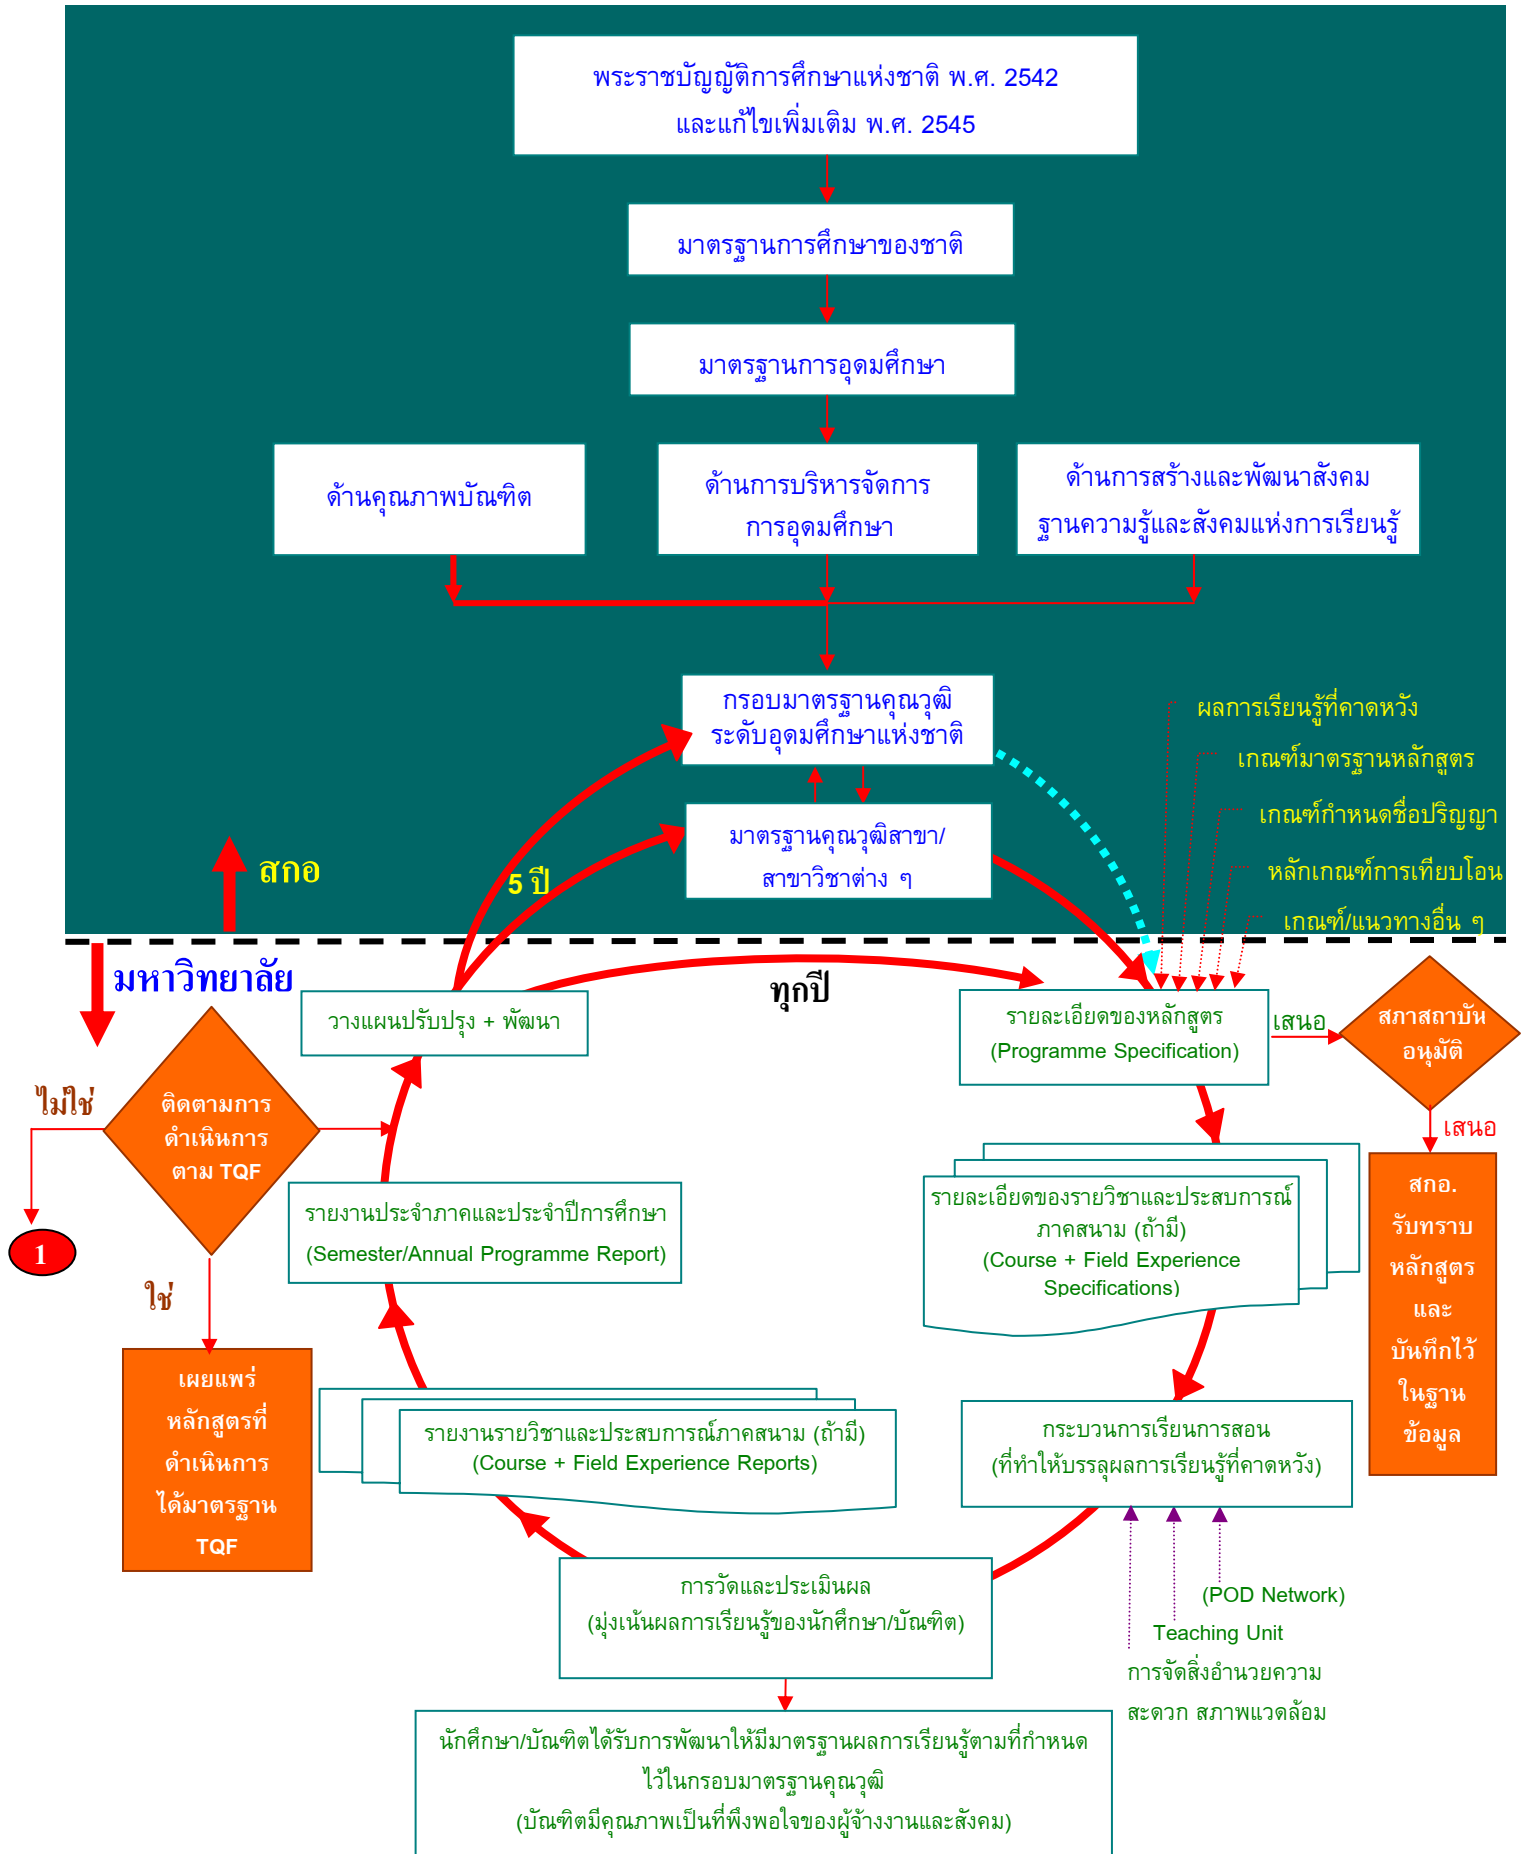 พระราชบัญญัติการศึกษาแห่งชาติ พ.ศ. 2542
และแก้ไขเพิ่มเติม พ.ศ. 2545
มาตรฐานการศึกษาของชาติ
มาตรฐานการอุดมศึกษา
ด้านคุณภาพบัณฑิต
ด้านการบริหารจัดการ
การอุดมศึกษา
ด้านการสร้างและพัฒนาสังคม
ฐานความรู้และสังคมแห่งการเรียนรู้
กรอบมาตรฐานคุณวุฒิ
ระดับอุดมศึกษาแห่งชาติ
ผลการเรียนรู้ที่คาดหวัง
เกณฑ์มาตรฐานหลักสูตร
เกณฑ์กำหนดชื่อปริญญา
หลักเกณฑ์การเทียบโอน
เกณฑ์/แนวทางอื่น ๆ
มาตรฐานคุณวุฒิสาขา/
สาขาวิชาต่าง ๆ
สกอ
5 ปี
มหาวิทยาลัย
ทุกปี
วางแผนปรับปรุง + พัฒนา
รายละเอียดของหลักสูตร
(Programme Specification)
เสนอ
สภาสถาบัน
อนุมัติ
เสนอ
ไม่ใช่
ติดตามการ
ดำเนินการ
ตาม TQF
1
ใช่
รายงานประจำภาคและประจำปีการศึกษา
(Semester/Annual Programme Report)
รายละเอียดของรายวิชาและประสบการณ์
ภาคสนาม (ถ้ามี)
(Course + Field Experience
Specifications)
สกอ.
รับทราบ
หลักสูตร
และ
บันทึกไว้
ในฐาน
ข้อมูล
เผยแพร่
หลักสูตรที่
ดำเนินการ
ได้มาตรฐาน
TQF
รายงานรายวิชาและประสบการณ์ภาคสนาม (ถ้ามี)
(Course + Field Experience Reports)
กระบวนการเรียนการสอน
(ที่ทำให้บรรลุผลการเรียนรู้ที่คาดหวัง)
การวัดและประเมินผล
(มุ่งเน้นผลการเรียนรู้ของนักศึกษา/บัณฑิต)
(POD Network)
Teaching Unit
การจัดสิ่งอำนวยความ
สะดวก สภาพแวดล้อม
นักศึกษา/บัณฑิตได้รับการพัฒนาให้มีมาตรฐานผลการเรียนรู้ตามที่กำหนด
ไว้ในกรอบมาตรฐานคุณวุฒิ
(บัณฑิตมีคุณภาพเป็นที่พึงพอใจของผู้จ้างงานและสังคม)